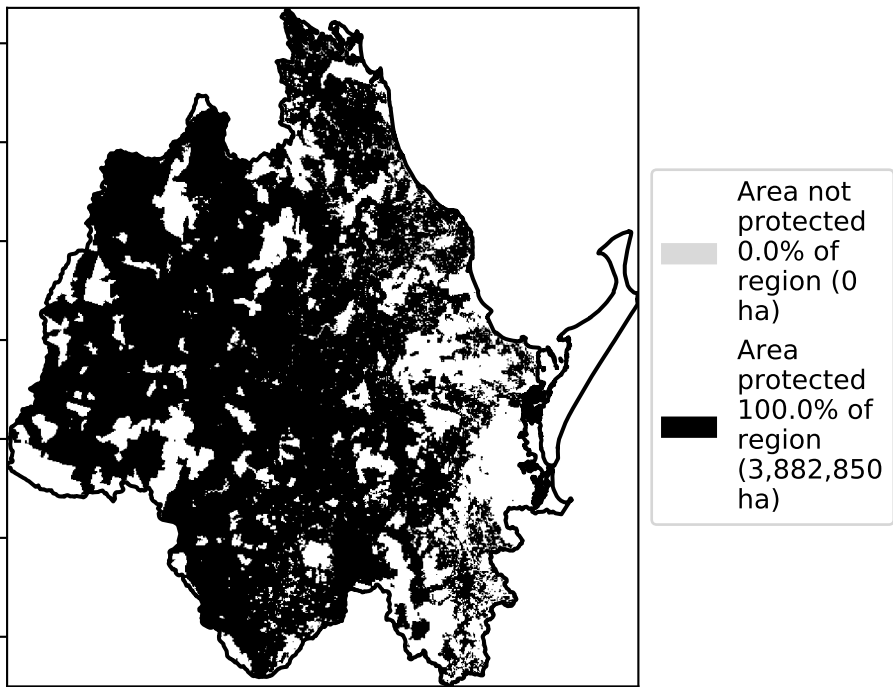 Area not
protected
0.0% of
region (0
ha)
Area
protected
100.0% of
region
(3,882,850
ha)